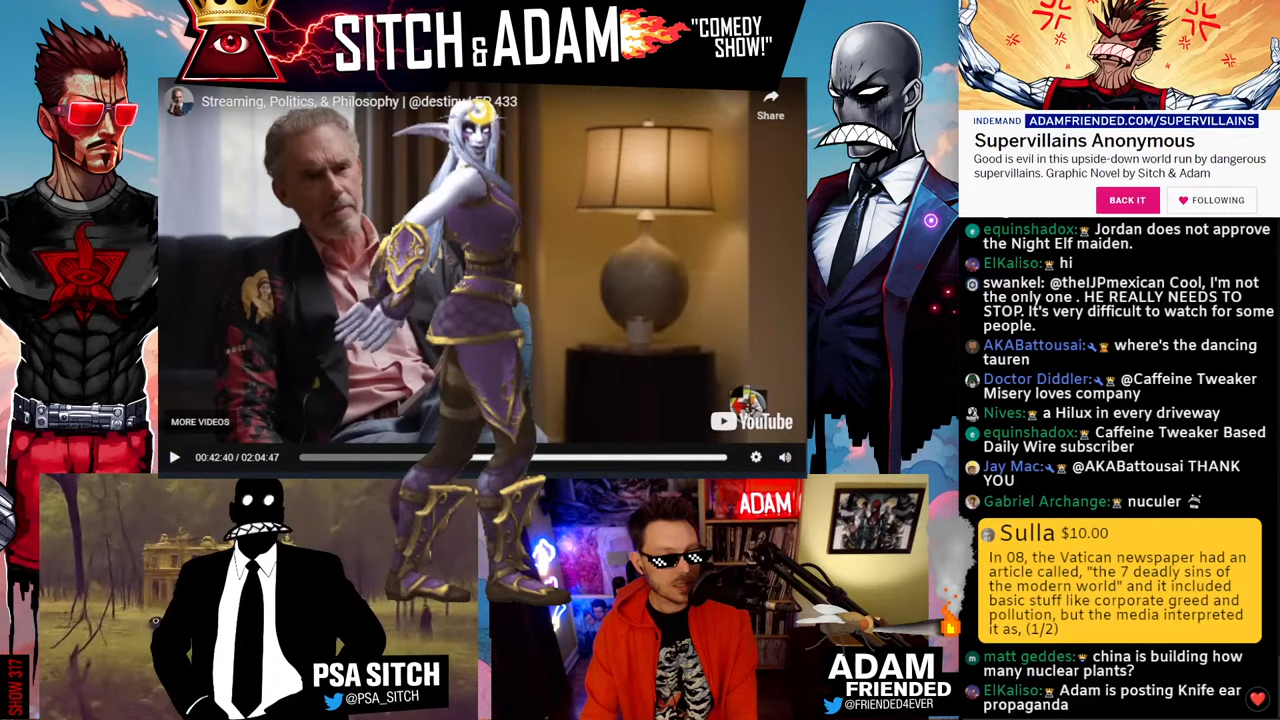 SITCH & ADAM
"COMEDY
SHOW!"
Streaming, Politics, & Philosophy | @destiny | EP 433
Share
MORE VIDEOS
YouTube
00:42:40 / 02:04:47
ADAM
PSA SITCH
@PSA_SITCH
ADAM
FRIENDED
@FRIENDED4EVER
SHOW 317
INDEMAND ADAMFRIENDED.COM/SUPERVILLAINS
Supervillains Anonymous
Good is evil in this upside-down world run by dangerous
supervillains. Graphic Novel by Sitch & Adam
BACK IT
FOLLOWING
equinshadox: Jordan does not approve
the Night Elf maiden.
ElKaliso: hi
swankel: @theIJPmexican Cool, I'm not
the only one . HE REALLY NEEDS TO
STOP. It's very difficult to watch for some
people.
AKABattousai: where's the dancing
tauren
Doctor Diddler: @Caffeine Tweaker
Misery loves company
Nives: a Hilux in every driveway
equinshadox: Caffeine Tweaker Based
Daily Wire subscriber
Jay Mac: @AKABattousai THANK
YOU
Gabriel Archange: nuculer
Sulla $10.00
In 08, the Vatican newspaper had an
article called, "the 7 deadly sins of
the modern world" and it included
basic stuff like corporate greed and
pollution, but the media interpreted
it as, (1/2)
matt geddes: china is building how
many nuclear plants?
ElKaliso: Adam is posting Knife ear
propaganda